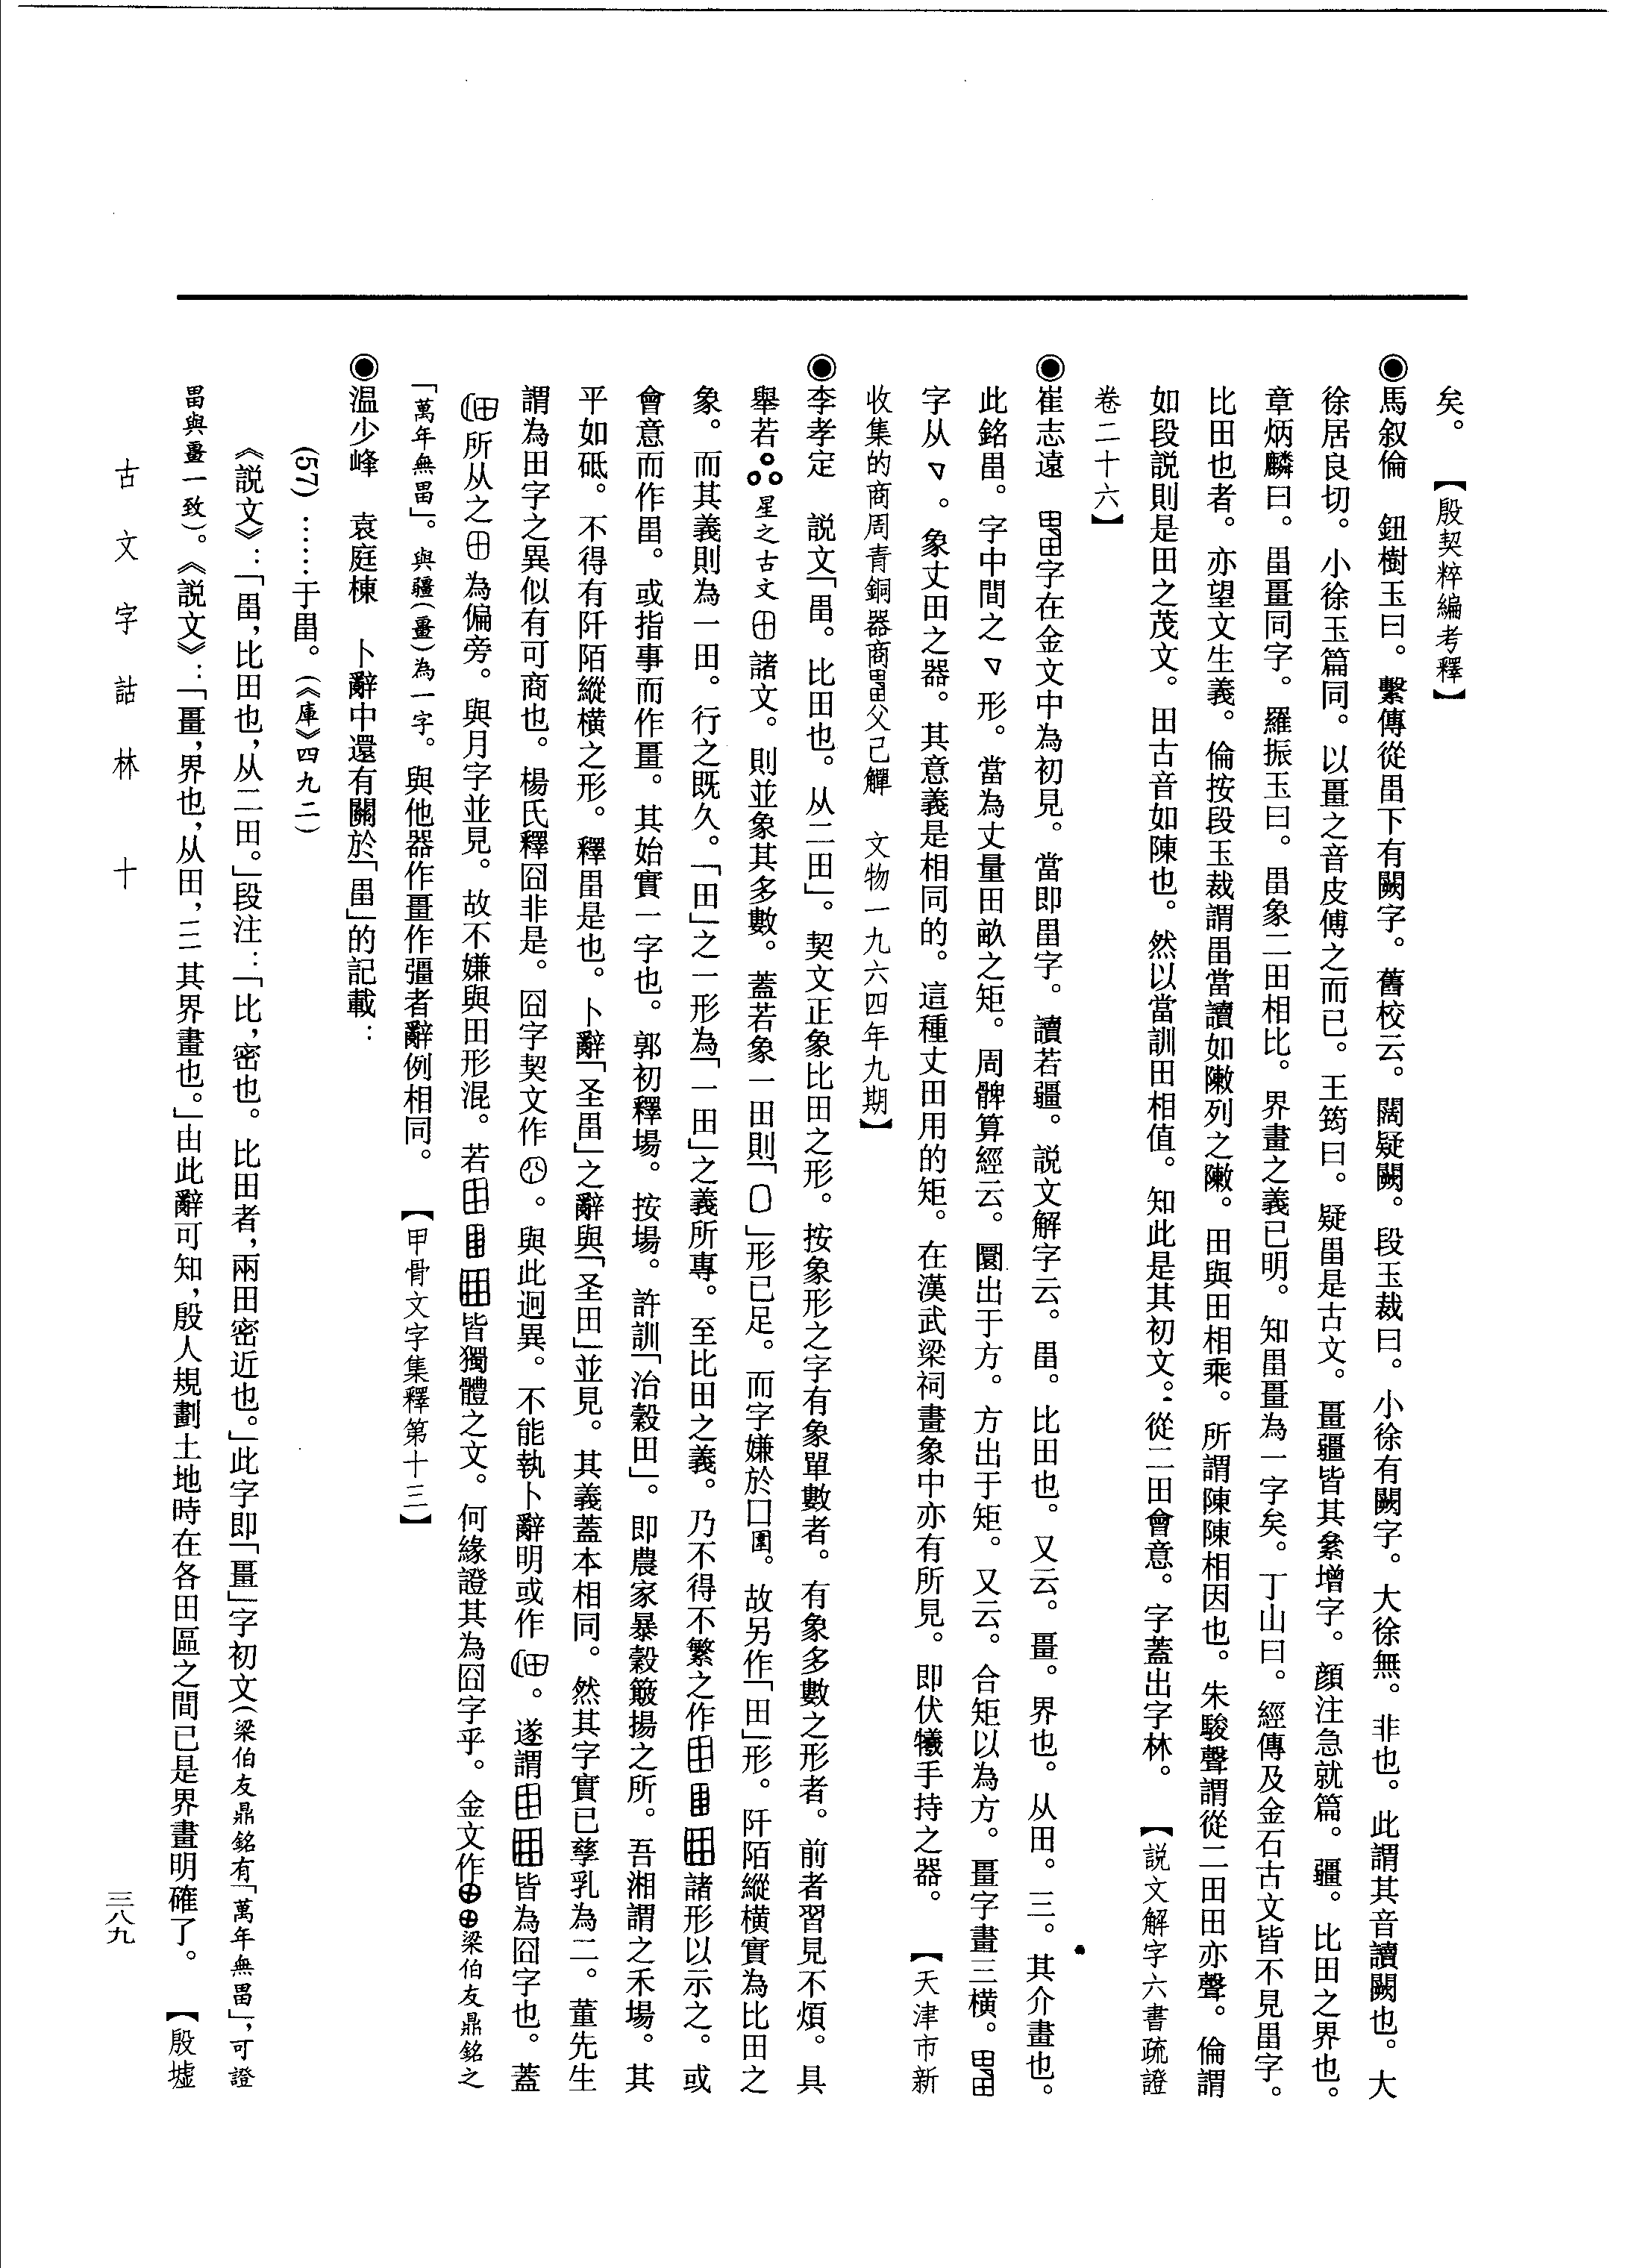 矣。　【殷契粹編考釋】
◉馬叙倫　鈕樹玉曰。繫傳從畕下有闕字。舊校云。闊疑闕。段玉裁曰。小徐有闕字。大徐無。非也。此謂其音讀闕也。大
徐居良切。小徐玉篇同。以畺之音皮傅之而已。王筠曰。疑畕是古文。畺疆皆其絫增字。顔注急就篇。疆。比田之界也。
章炳麟曰。畕畺同字。羅振玉曰。畕象二田相比。界畫之義已明。知畕畺為一字矣。丁山曰。經傳及金石古文皆不見畕字。
比田也者。亦望文生義。倫按段玉裁謂畕當讀如敶列之敶。田與田相乘。所謂陳陳相因也。朱駿聲謂從二田田亦聲。倫謂
如段説則是田之茂文。田古音如陳也。然以當訓田相值。知此是其初文。從二田會意。字蓋出字林。　【説文解字六書疏證
卷二十六】
◉崔志遠　字在金文中為初見。當即畕字。讀若疆。説文解字云。畕。比田也。又云。畺。界也。从田。三。其介畫也。
此銘畕。字中間之形。當為丈量田畝之矩。周髀算經云。圜出于方。方出于矩。又云。合矩以為方。畺字畫三橫。
字从。象丈田之器。其意義是相同的。這種丈田用的矩。在漢武梁祠畫象中亦有所見。即伏犧手持之器。　【天津市新
收集的商周青銅器商父己觶　文物一九六四年九期】
◉李孝定　説文「畕。比田也。从二田」。契文正象比田之形。按象形之字有象單數者。有象多數之形者。前者習見不煩。具
舉若星之古文諸文。則並象其多數。蓋若象一田則「」形已足。而字嫌於囗圍。故另作「田」形。阡陌縱橫實為比田之
象。而其義則為一田。行之既久。「田」之一形為「一田」之義所專。至比田之義。乃不得不繁之作諸形以示之。或
會意而作畕。或指事而作畺。其始實一字也。郭初釋場。按場。許訓「治穀田」。即農家暴穀簸揚之所。吾湘謂之禾場。其
平如砥。不得有阡陌縱橫之形。釋畕是也。卜辭「圣畕」之辭與「圣田」並見。其義蓋本相同。然其字實已孳乳為二。董先生
謂為田字之異似有可商也。楊氏釋囧非是。囧字契文作。與此迥異。不能執卜辭明或作。遂謂皆為囧字也。蓋
所从之為偏旁。與月字並見。故不嫌與田形混。若皆獨體之文。何緣證其為囧字乎。金文作梁伯友鼎銘之
「萬年無畕」。與疆(畺)為一字。與他器作畺作彊者辭例相同。　【甲骨文字集釋第十三】
◉温少峰　袁庭棟　卜辭中還有關於「畕」的記載：
(57)……于畕。(《庫》四九二)
《説文》：「畕，比田也，从二田。」段注：「比，密也。比田者，兩田密近也。」此字即「畺」字初文(梁伯友鼎銘有「萬年無畕」，可證
畕與畺一致)。《説文》：「畺，界也，从田，三其界畫也。」由此辭可知，殷人規劃土地時在各田區之間已是界畫明確了。　【殷墟
古文字詁林　十
三八九